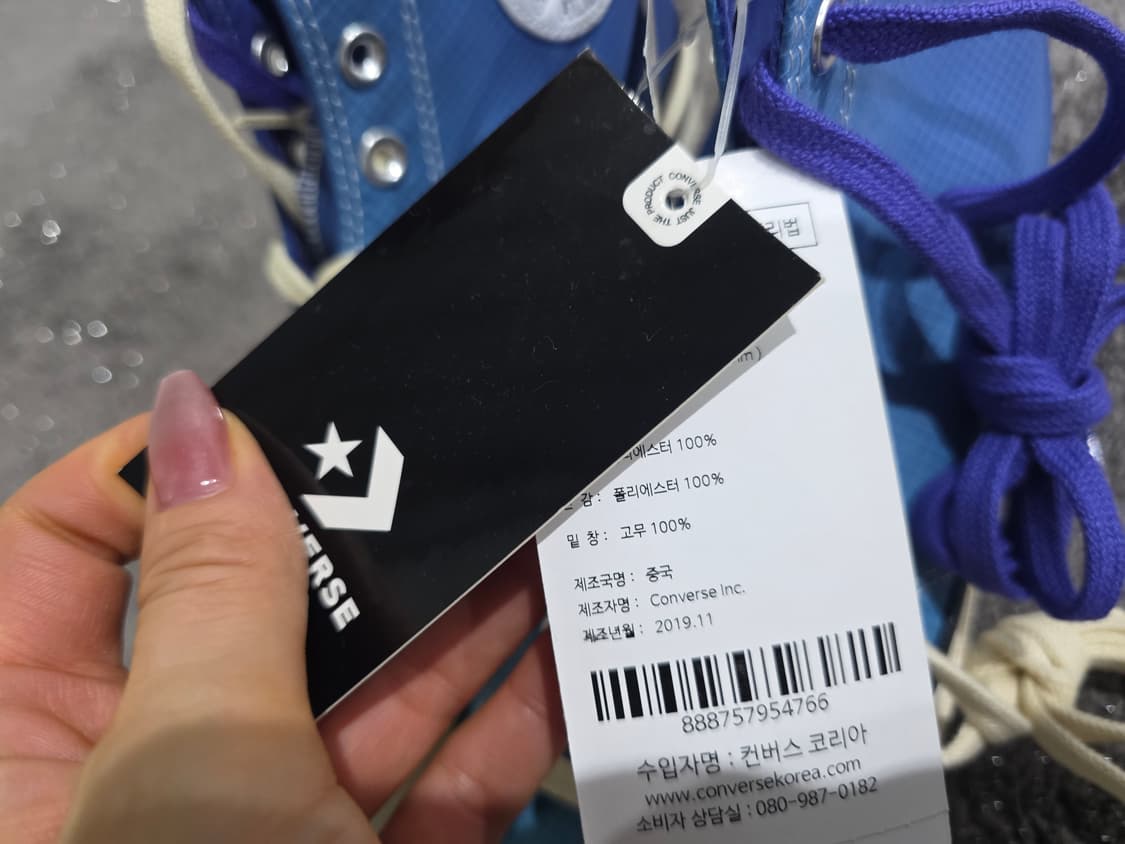 CONVERSE JUST THE PRODUCT
VERSE
리법
m)
리에스터 100%
감 : 폴리에스터 100%
밑 창 : 고무 100%
제조국명 : 중국
제조자명 : Converse Inc.
제조년월 : 2019.11
888757954766
수입자명 : 컨버스 코리아
www.conversekorea.com
소비자 상담실 : 080-987-0182